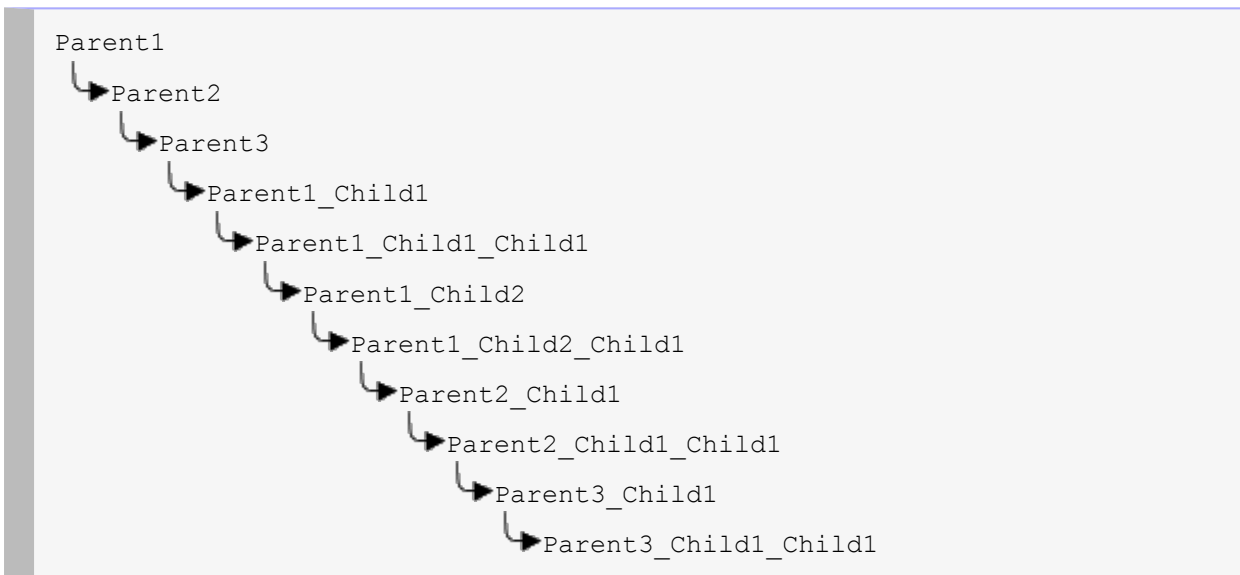 Parent1
Parent2
Parent3
Parent1_Child1
Parent1_Child1_Child1
Parent1_Child2
Parent1_Child2_Child1
Parent2_Child1
Parent2_Child1_Child1
Parent3_Child1
Parent3_Child1_Child1